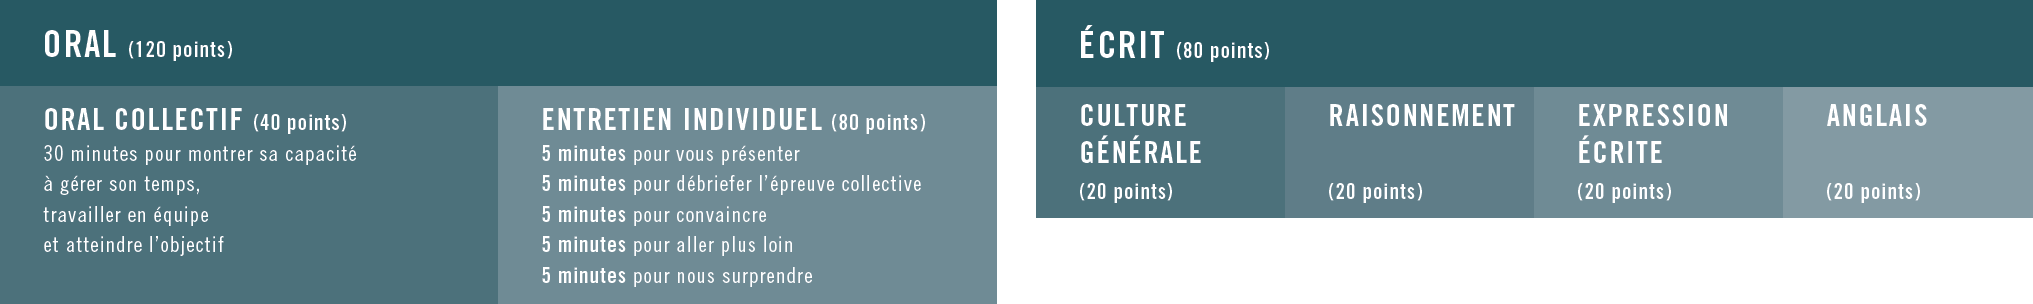 ORAL (120 points)
ORAL COLLECTIF (40 points)
30 minutes pour montrer sa capacité
à gérer son temps,
travailler en équipe
et atteindre l’objectif
ENTRETIEN INDIVIDUEL (80 points)
5 minutes pour vous présenter
5 minutes pour débriefer l’épreuve collective
5 minutes pour convaincre
5 minutes pour aller plus loin
5 minutes pour nous surprendre
ÉCRIT (80 points)
CULTURE
GÉNÉRALE
(20 points)
RAISONNEMENT
(20 points)
EXPRESSION
ÉCRITE
(20 points)
ANGLAIS
(20 points)